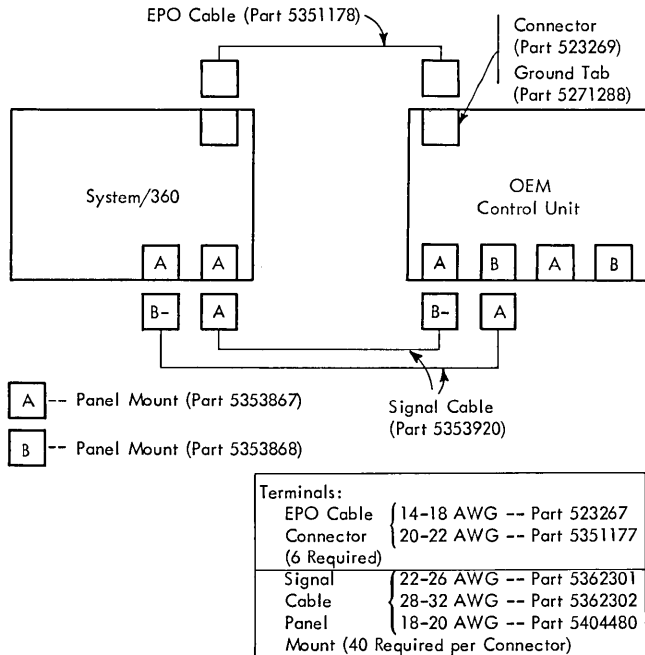 EPO Cable (Part 5351178)
Connector
(Part 523269)
Ground Tab
(Part 5271288)
System/360
OEM
Control Unit
A A
A B A B
B- A
B- A
A -- Panel Mount (Part 5353867)
B -- Panel Mount (Part 5353868)
Signal Cable
(Part 5353920)
Terminals:
EPO Cable 14-18 AWG -- Part 523267
Connector 20-22 AWG -- Part 5351177
(6 Required)
Signal 22-26 AWG -- Part 5362301
Cable 28-32 AWG -- Part 5362302
Panel 18-20 AWG -- Part 5404480
Mount (40 Required per Connector)